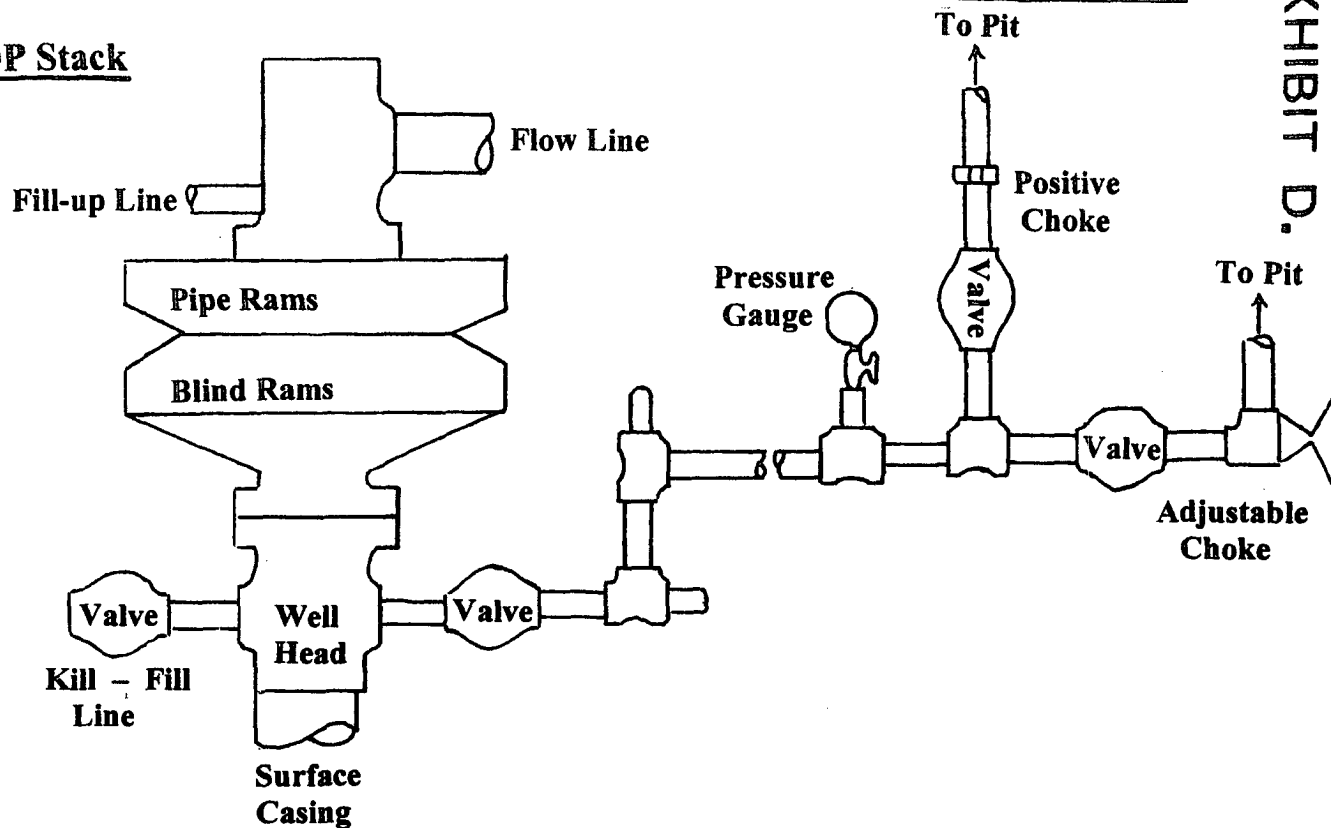 To Pit
P Stack
Flow Line
Fill-up Line
Positive
Choke
XHIBIT D.
Pressure
Gauge
Valve
To Pit
Pipe Rams
Blind Rams
Valve
Adjustable
Choke
Valve
Well
Head
Valve
Kill – Fill
Line
Surface
Casing